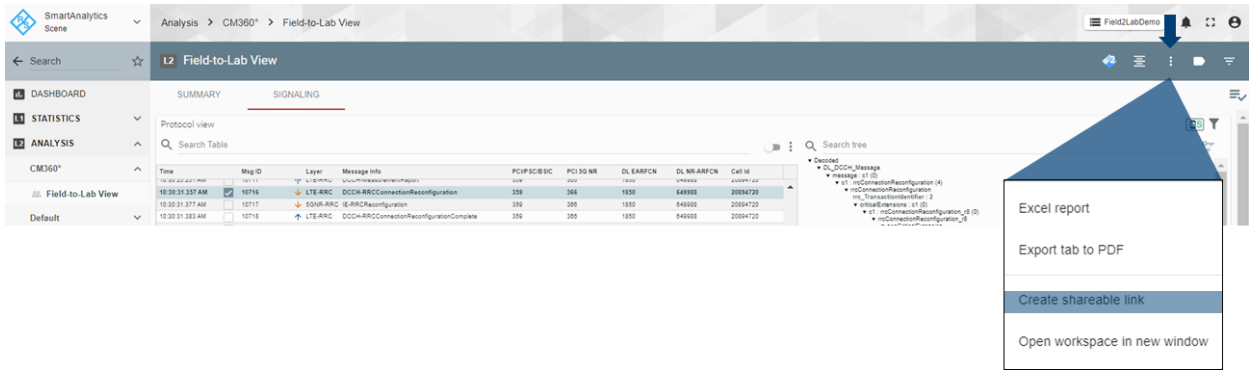 SmartAnalytics
Scene
Analysis > CM360° > Field-to-Lab View
Field2LabDemo
Search
L2 Field-to-Lab View
DASHBOARD
L1 STATISTICS
L2 ANALYSIS
CM360°
Field-to-Lab View
Default
SUMMARY SIGNALING
Protocol view
Search Table
Search tree
Time Msg ID Layer Message Info PCI/PSC/BSIC PCI 5G NR DL EARFCN DL NR-ARFCN Cell Id
10:30:31.357 AM 10716 LTE-RRC DCCH-RRCConnectionReconfiguration 359 366 1850 649988 20894720
10:30:31.377 AM 10717 5GNR-RRC IE-RRCReconfiguration 359 366 1850 649988 20894720
10:30:31.383 AM 10718 LTE-RRC DCCH-RRCConnectionReconfigurationComplete 359 366 1850 649988 20894720
Decoded
DL_DCCH_Message
message : c1 (0)
c1 : rrcConnectionReconfiguration (4)
rrcConnectionReconfiguration
rrc_TransactionIdentifier : 2
criticalExtensions : c1 (0)
c1 : rrcConnectionReconfiguration_r8 (0)
rrcConnectionReconfiguration_r8
Excel report
Export tab to PDF
Create shareable link
Open workspace in new window